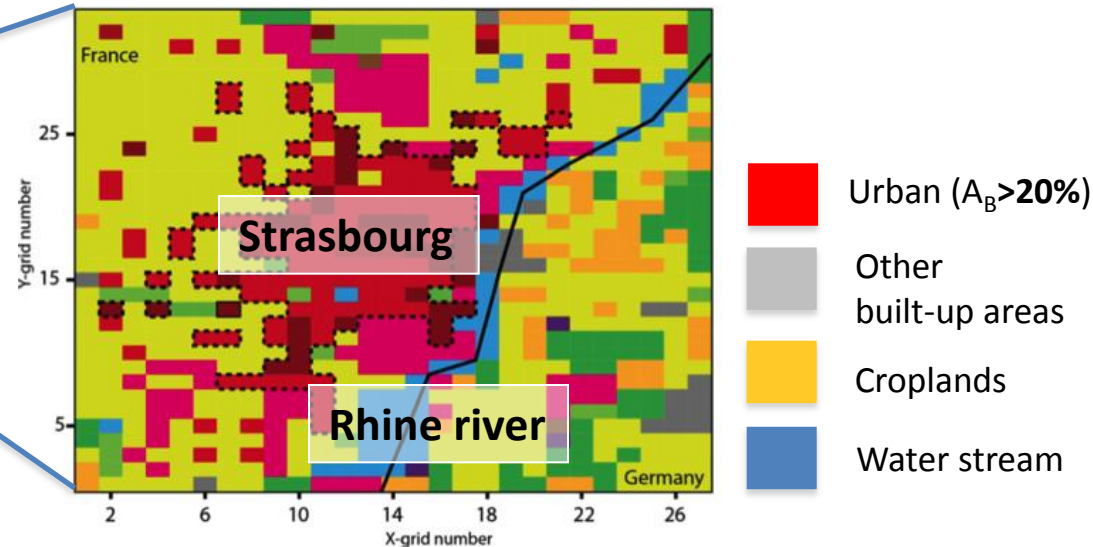 France
25
15
5
Y-grid number
Strasbourg
Rhine river
Germany
2 6 10 14 18 22 26
X-grid number
Urban (A_B>20%)
Other
built-up areas
Croplands
Water stream